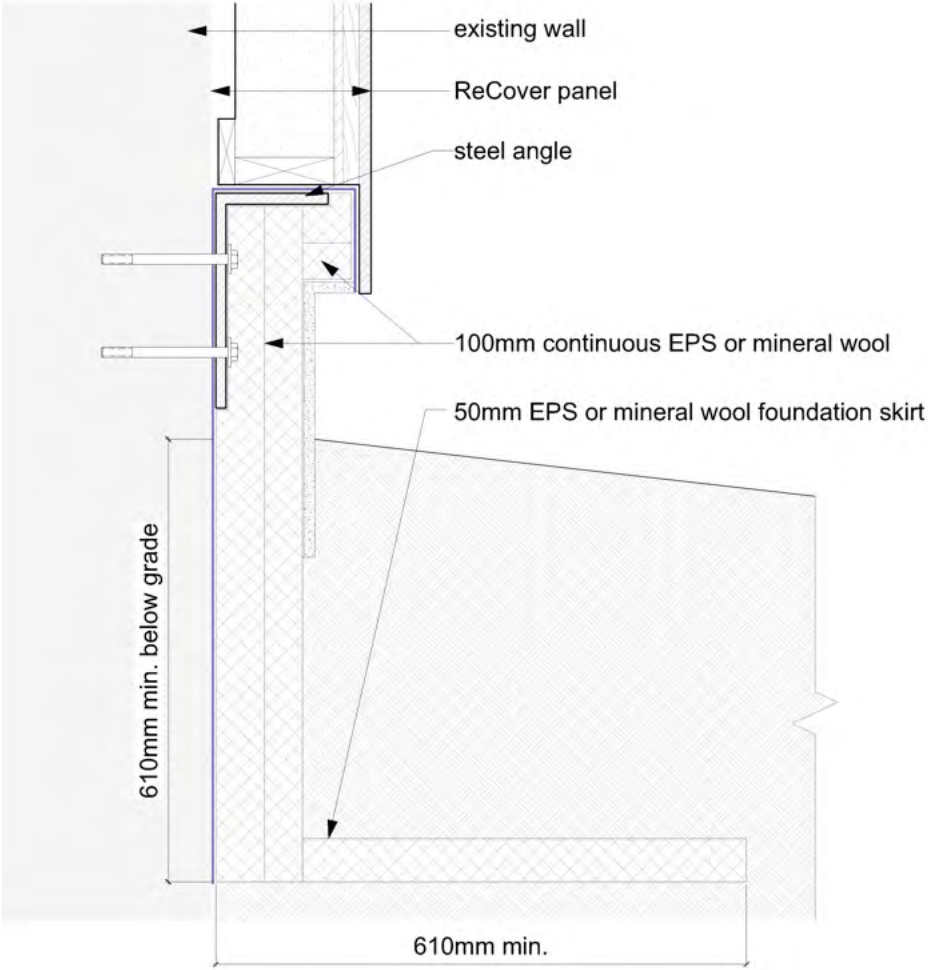 existing wall
ReCover panel
steel angle
100mm continuous EPS or mineral wool
50mm EPS or mineral wool foundation skirt
610mm min. below grade
610mm min.